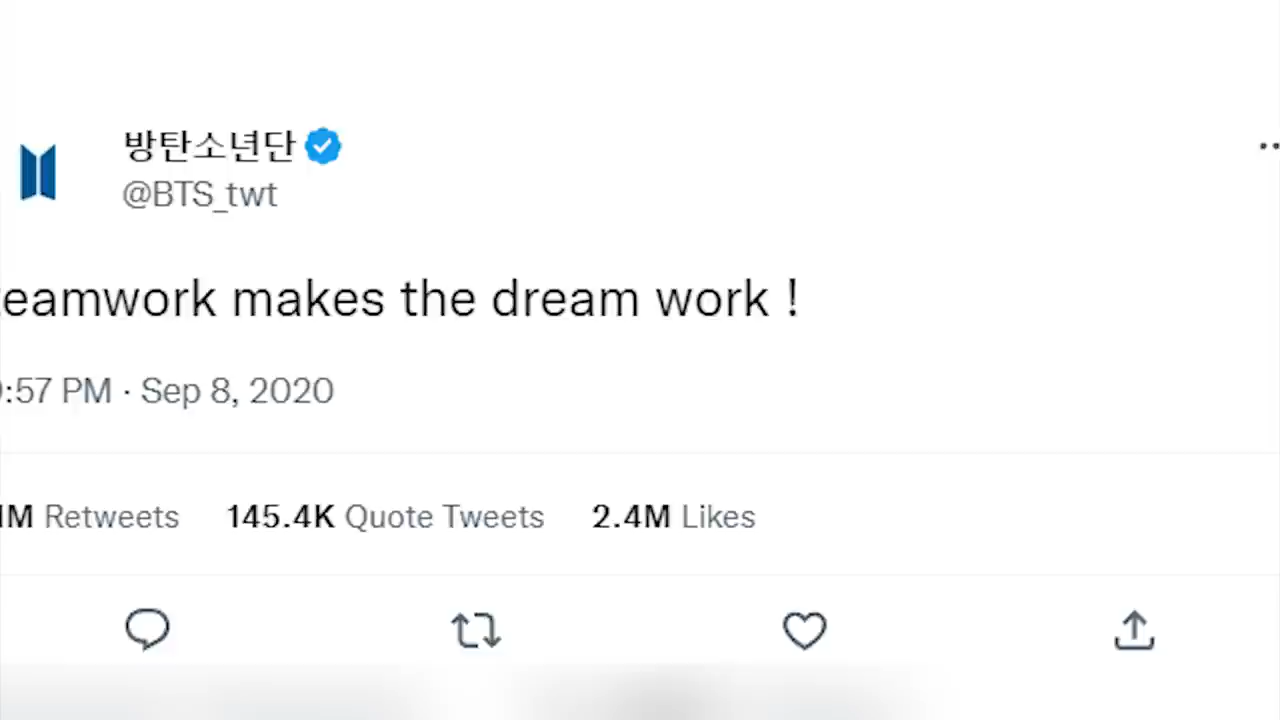 방탄소년단
@BTS_twt
teamwork makes the dream work !
:57 PM · Sep 8, 2020
M Retweets 145.4K Quote Tweets 2.4M Likes